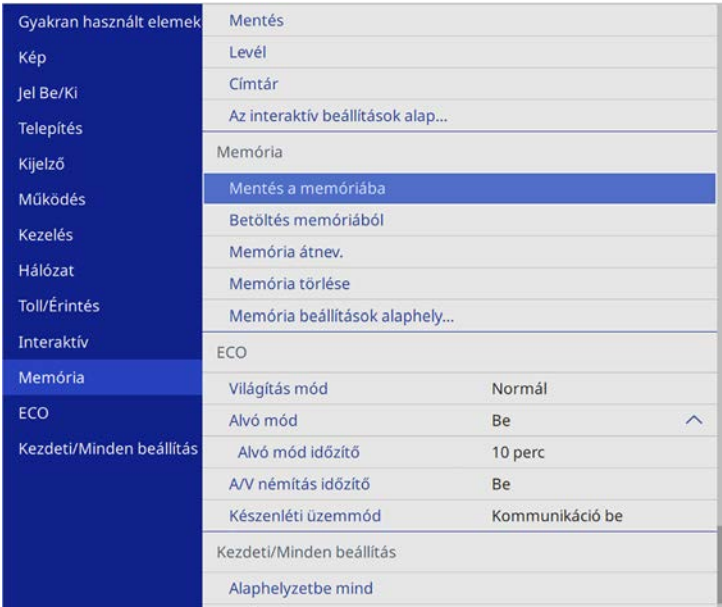 Gyakran használt elemek
Kép
Jel Be/Ki
Telepítés
Kijelző
Működés
Kezelés
Hálózat
Toll/Érintés
Interaktív
Memória
ECO
Kezdeti/Minden beállítás
Mentés
Levél
Címtár
Az interaktív beállítások alap...
Memória
Mentés a memóriába
Betöltés memóriából
Memória átnev.
Memória törlése
Memória beállítások alaphely...
ECO
Világítás mód Normál
Alvó mód Be
Alvó mód időzítő 10 perc
A/V némítás időzítő Be
Készenléti üzemmód Kommunikáció be
Kezdeti/Minden beállítás
Alaphelyzetbe mind